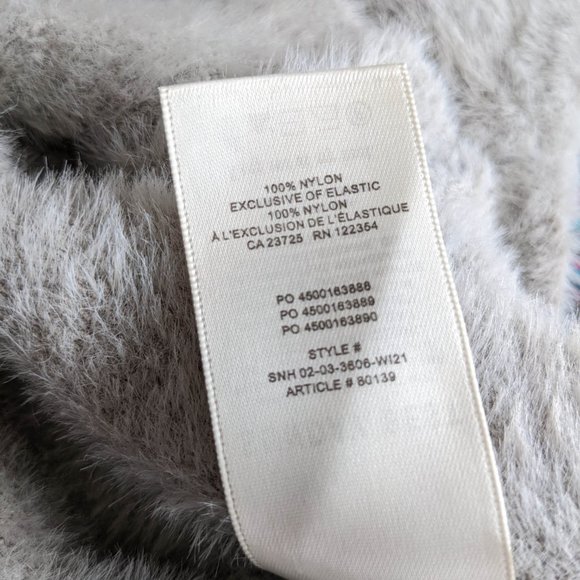 100% NYLON
EXCLUSIVE OF ELASTIC
100% NYLON
À L'EXCLUSION DE L'ÉLASTIQUE
CA 23725 RN 122354
PO 4500163888
PO 4500163889
PO 4500163890
STYLE #
SNH 02-03-3606-WI21
ARTICLE # 80139